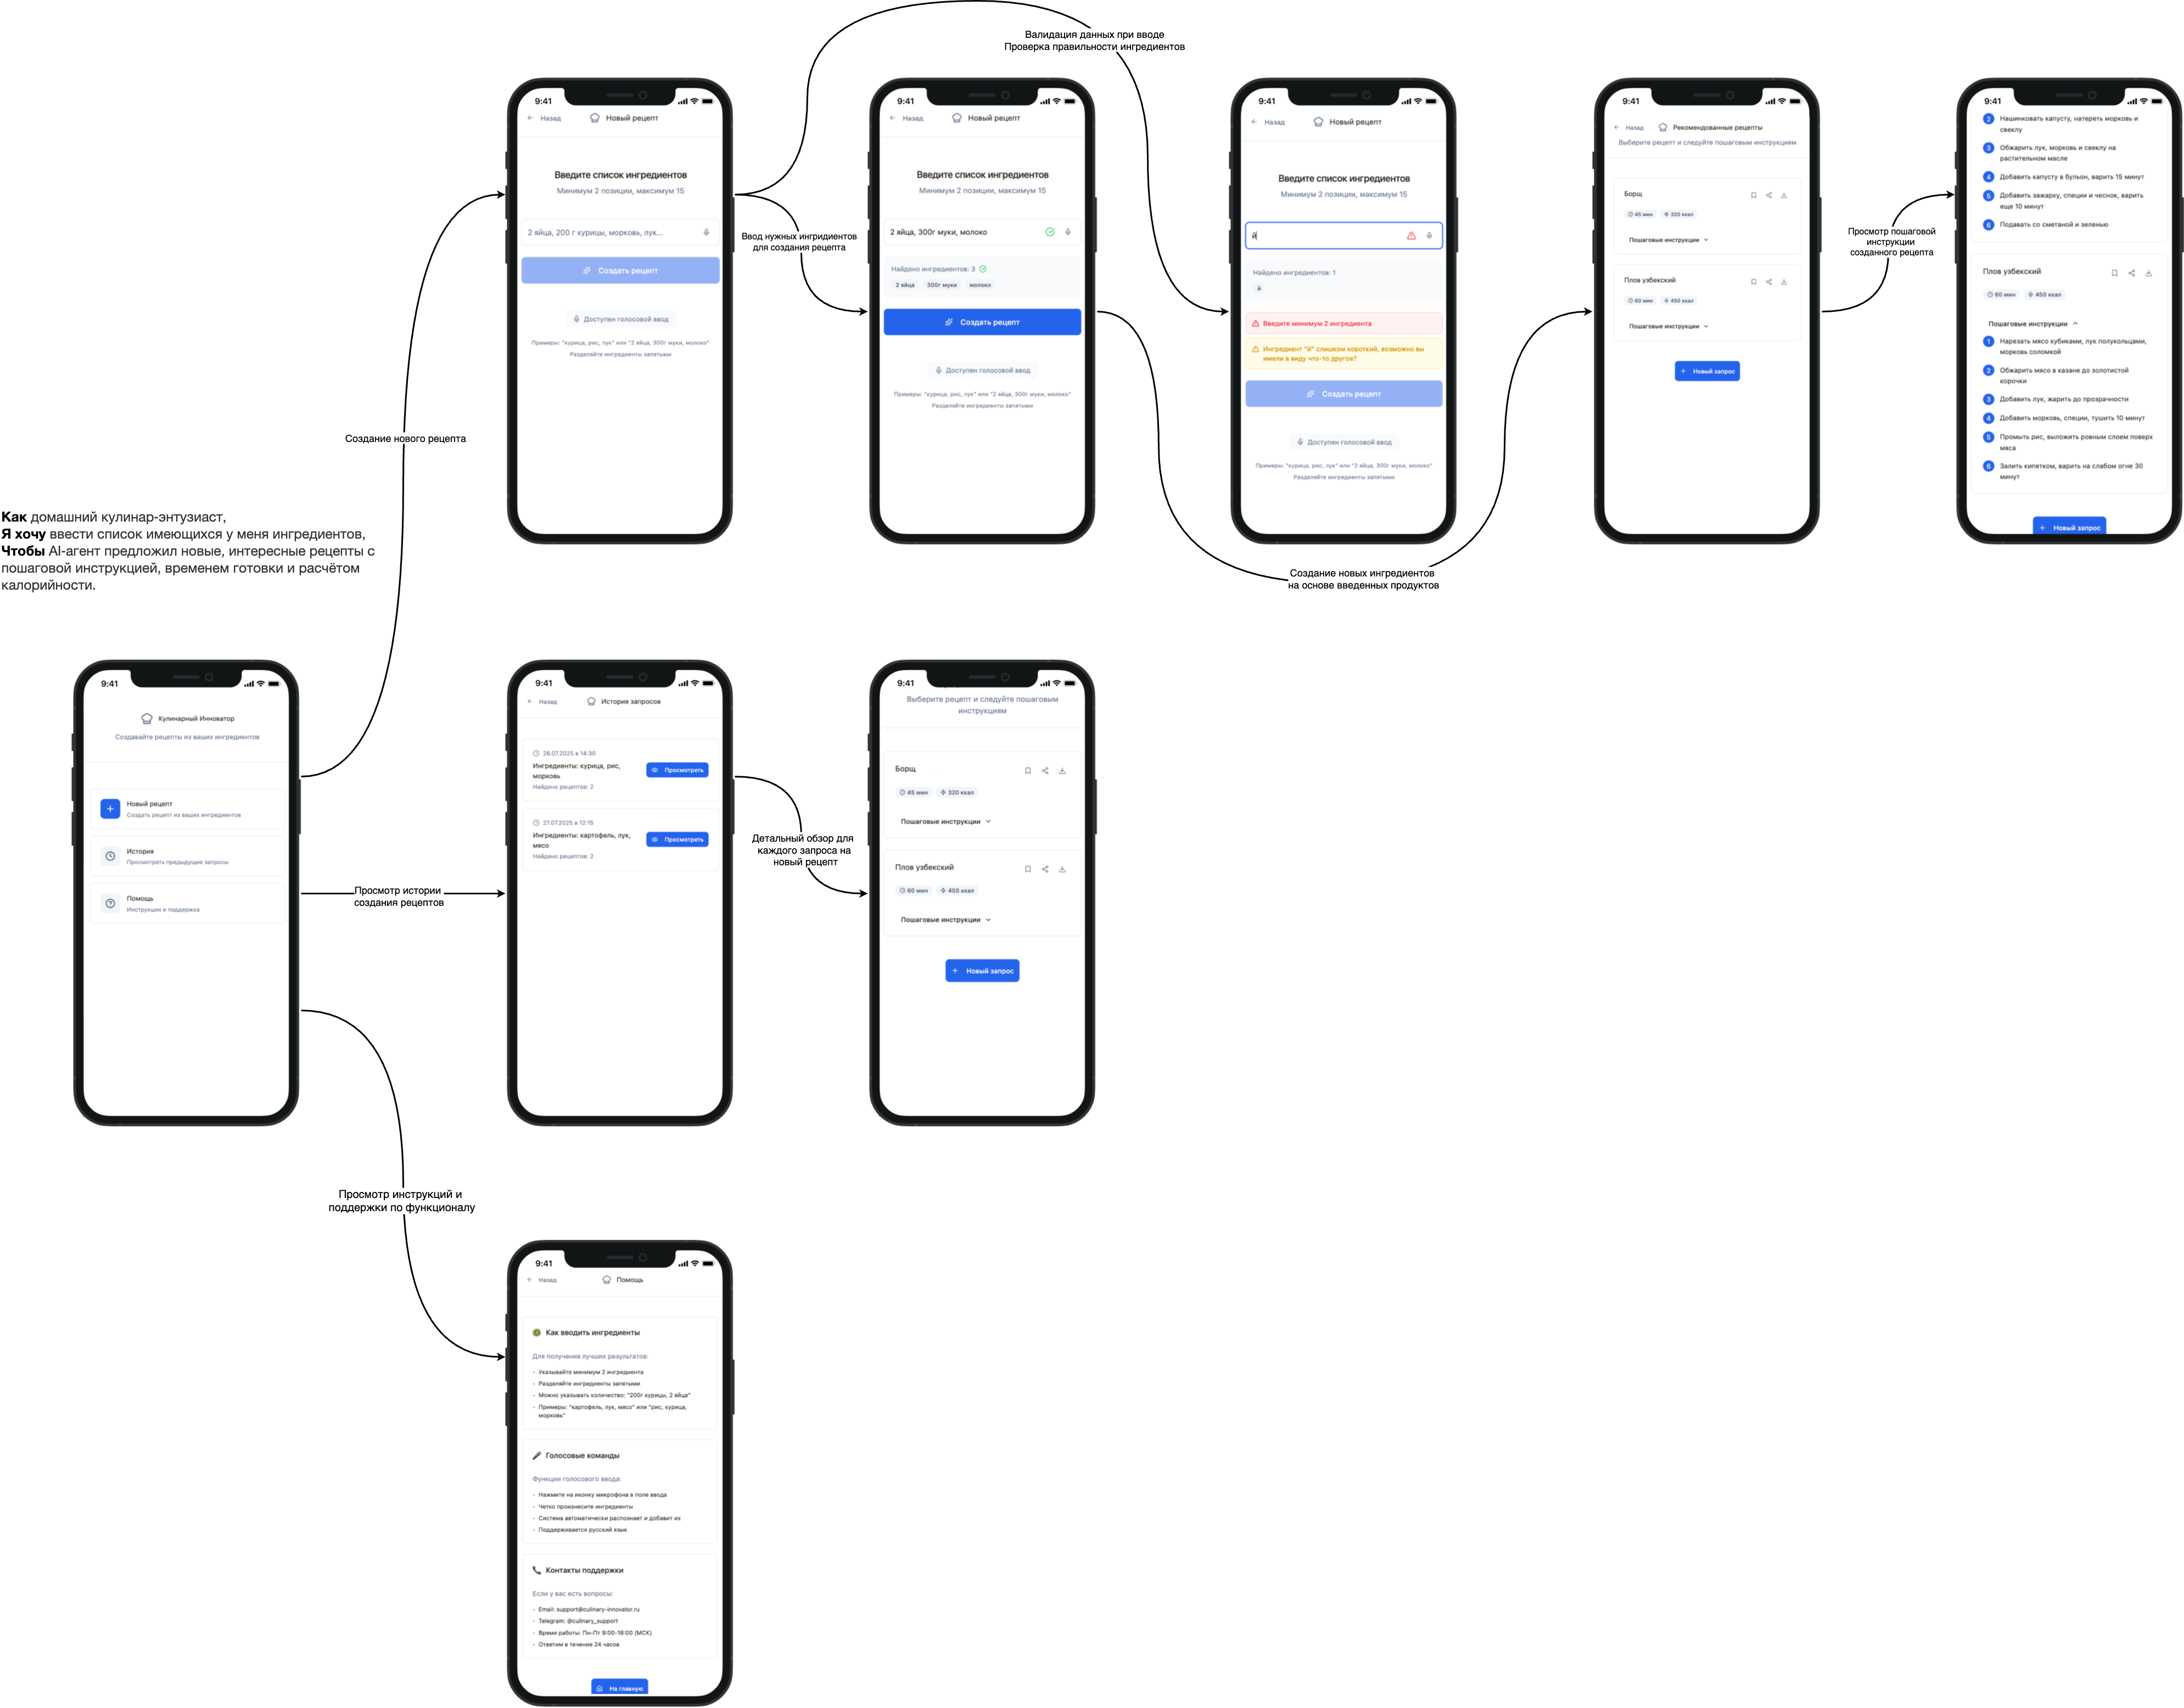 Валидация данных при вводе
Проверка правильности ингредиентов
9:41
Назад
Новый рецепт
Введите список ингредиентов
Минимум 2 позиции, максимум 15
2 яйца, 200 г курицы, морковь, лук...
Создать рецепт
Доступен голосовой ввод
Примеры: "курица, рис, лук" или "2 яйца, 300г муки, молоко"
Разделяйте ингредиенты запятыми
Ввод нужных ингридиентов
для создания рецепта
9:41
Назад
Новый рецепт
Введите список ингредиентов
Минимум 2 позиции, максимум 15
2 яйца, 300г муки, молоко
Найдено ингредиентов: 3
2 яйца
300г муки
молоко
Создать рецепт
Доступен голосовой ввод
Примеры: "курица, рис, лук" или "2 яйца, 300г муки, молоко"
Разделяйте ингредиенты запятыми
9:41
Назад
Новый рецепт
Введите список ингредиентов
Минимум 2 позиции, максимум 15
й
Найдено ингредиентов: 1
й
Введите минимум 2 ингредиента
Ингредиент "й" слишком короткий, возможно вы
имели в виду что-то другое?
Создать рецепт
Доступен голосовой ввод
Примеры: "курица, рис, лук" или "2 яйца, 300г муки, молоко"
Разделяйте ингредиенты запятыми
9:41
Назад
Рекомендованные рецепты
Выберите рецепт и следуйте пошаговым инструкциям
Борщ
45 мин
320 ккал
Пошаговые инструкции
Плов узбекский
60 мин
450 ккал
Пошаговые инструкции
Новый запрос
Просмотр пошаговой
инструкции
созданного рецепта
9:41
2 Нашинковать капусту, натереть морковь и
свеклу
3 Обжарить лук, морковь и свеклу на
растительном масле
4 Добавить капусту в бульон, варить 15 минут
5 Добавить зажарку, специи и чеснок, варить
еще 10 минут
6 Подавать со сметаной и зеленью
Плов узбекский
60 мин
450 ккал
Пошаговые инструкции
1 Нарезать мясо кубиками, лук полукольцами,
морковь соломкой
2 Обжарить мясо в казане до золотистой
корочки
3 Добавить лук, жарить до прозрачности
4 Добавить морковь, специи, тушить 10 минут
5 Промыть рис, выложить ровным слоем поверх
мяса
6 Залить кипятком, варить на слабом огне 30
минут
Новый запрос
Создание нового рецепта
Создание новых ингредиентов
на основе введенных продуктов
Как домашний кулинар-энтузиаст,
Я хочу ввести список имеющихся у меня ингредиентов,
Чтобы AI-агент предложил новые, интересные рецепты с
пошаговой инструкцией, временем готовки и расчётом
калорийности.
9:41
Кулинарный Инноватор
Создавайте рецепты из ваших ингредиентов
Новый рецепт
Создать рецепт из ваших ингредиентов
История
Просмотреть предыдущие запросы
Помощь
Инструкции и поддержка
Просмотр истории
создания рецептов
9:41
Назад
История запросов
28.07.2025 в 14:30
Ингредиенты: курица, рис,
морковь
Найдено рецептов: 2
Просмотреть
27.07.2025 в 12:15
Ингредиенты: картофель, лук,
мясо
Найдено рецептов: 2
Просмотреть
Детальный обзор для
каждого запроса на
новый рецепт
9:41
Выберите рецепт и следуйте пошаговым
инструкциям
Борщ
45 мин
320 ккал
Пошаговые инструкции
Плов узбекский
60 мин
450 ккал
Пошаговые инструкции
Новый запрос
Просмотр инструкций и
поддержки по функционалу
9:41
Назад
Помощь
Как вводить ингредиенты
Для получения лучших результатов:
- Указывайте минимум 2 ингредиента
- Разделяйте ингредиенты запятыми
- Можно указывать количество: "200г курицы, 2 яйца"
- Примеры: "картофель, лук, мясо" или "рис, курица,
морковь"
Голосовые команды
Функции голосового ввода:
- Нажмите на иконку микрофона в поле ввода
- Четко произнесите ингредиенты
- Система автоматически распознает и добавит их
- Поддерживается русский язык
Контакты поддержки
Если у вас есть вопросы:
- Email: support@culinary-innovator.ru
- Telegram: @culinary_support
- Время работы: Пн-Пт 9:00-18:00 (МСК)
- Ответим в течение 24 часов
На главную